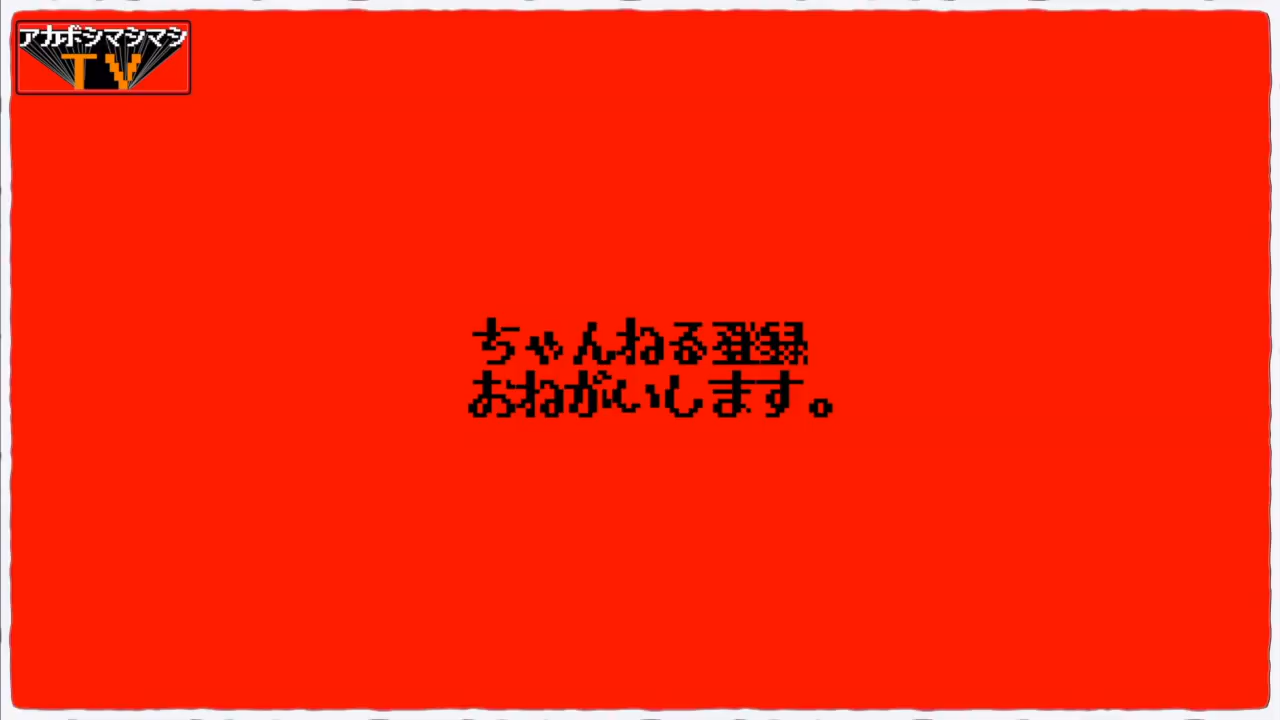 アカボシマシマシ
TV
ちゃんねる登録
おねがいします。